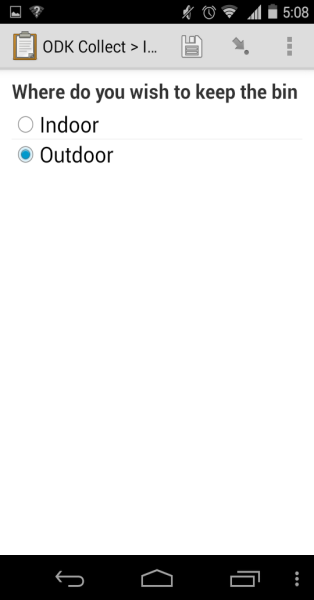 5:08
ODK Collect > I...
Where do you wish to keep the bin
Indoor
Outdoor